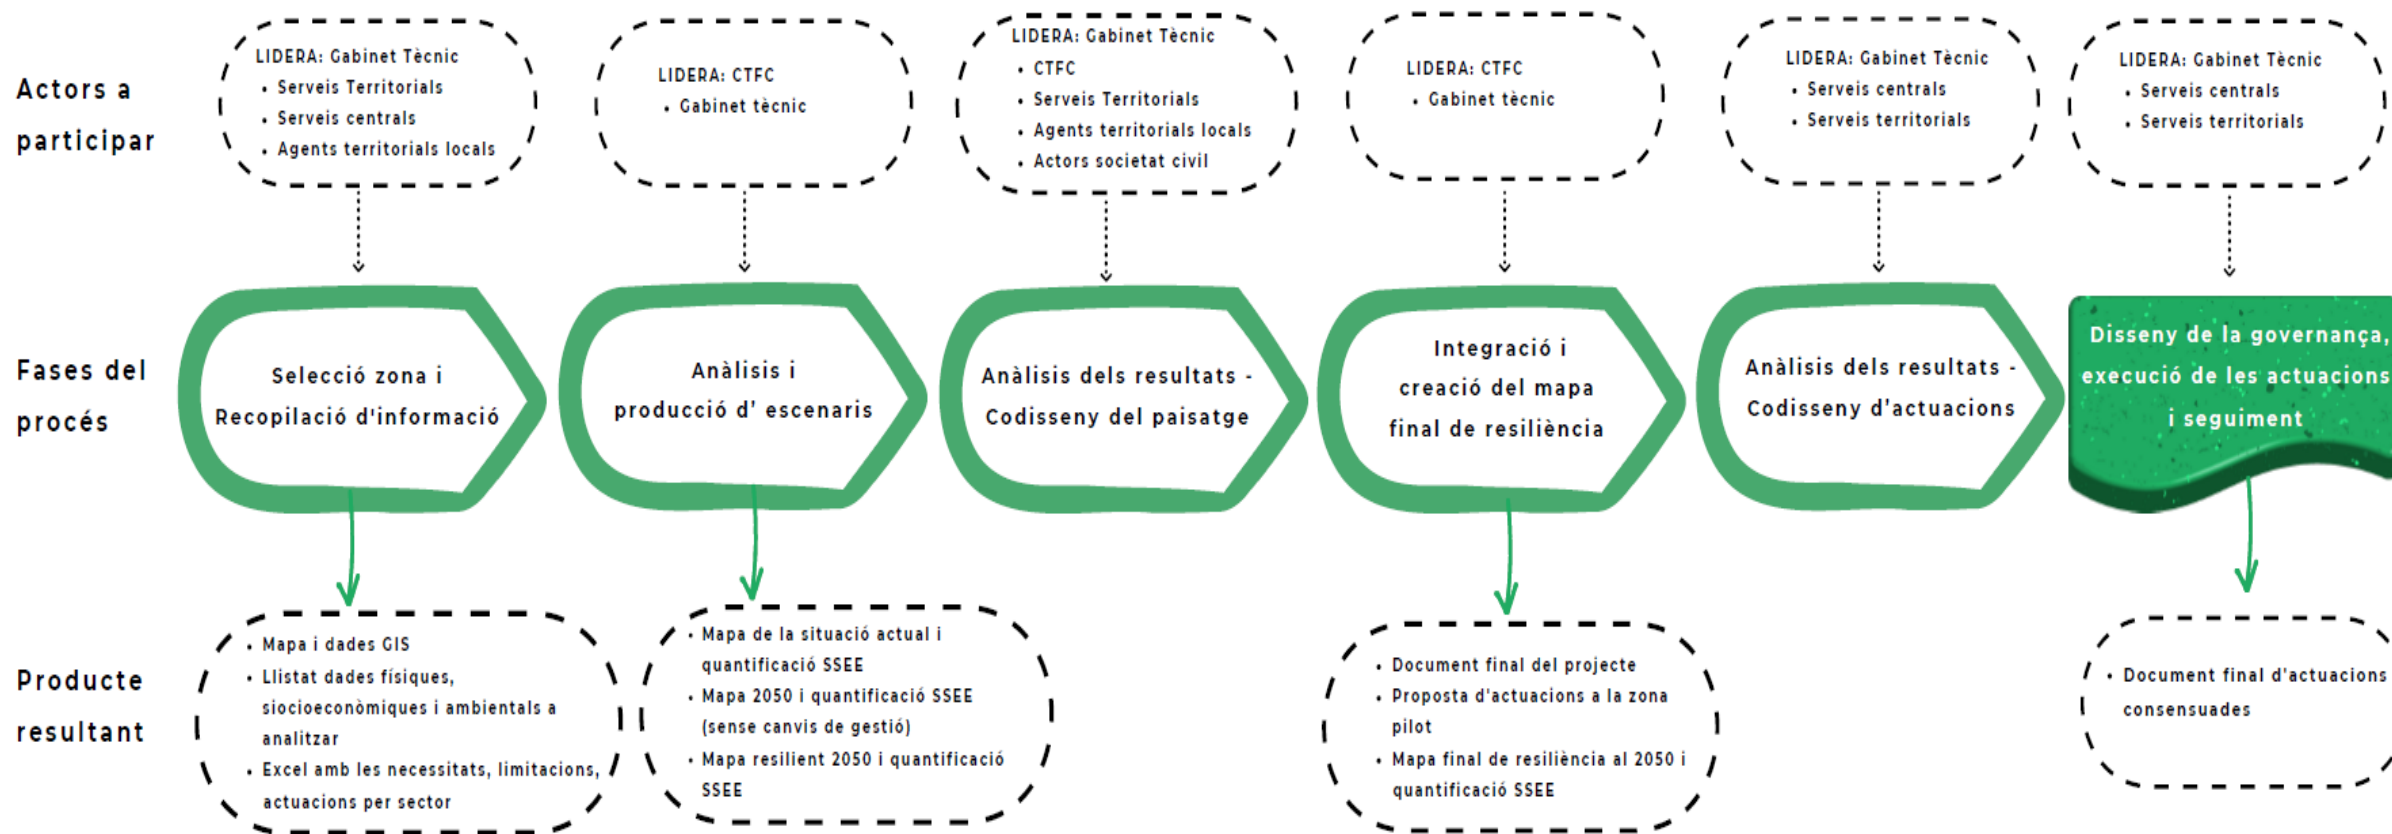 Actors a
participar
LIDERA: Gabinet Tècnic
• Serveis Territorials
• Serveis centrals
• Agents territorials locals
LIDERA: CTFC
• Gabinet tècnic
LIDERA: Gabinet Tècnic
• CTFC
• Serveis Territorials
• Agents territorials locals
• Actors societat civil
LIDERA: CTFC
• Gabinet tècnic
LIDERA: Gabinet Tècnic
• Serveis centrals
• Serveis territorials
LIDERA: Gabinet Tècnic
• Serveis centrals
• Serveis territorials
Fases del
procés
Selecció zona i
Recopilació d'informació
Anàlisis i
producció d' escenaris
Anàlisis dels resultats -
Codisseny del paisatge
Integració i
creació del mapa
final de resiliència
Anàlisis dels resultats -
Codisseny d'actuacions
Disseny de la governança,
execució de les actuacions
i seguiment
Producte
resultant
• Mapa i dades GIS
• Llistat dades físiques,
siocioeconòmiques i ambientals a
analitzar
• Excel amb les necessitats, limitacions,
actuacions per sector
• Mapa de la situació actual i
quantificació SSEE
• Mapa 2050 i quantificació SSEE
(sense canvis de gestió)
• Mapa resilient 2050 i quantificació
SSEE
• Document final del projecte
• Proposta d'actuacions a la zona
pilot
• Mapa final de resiliència al 2050 i
quantificació SSEE
• Document final d'actuacions
consensuades